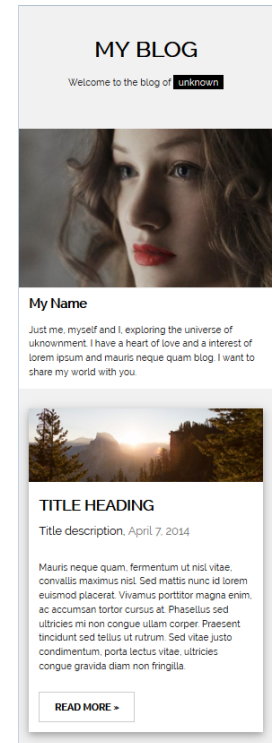 MY BLOG
Welcome to the blog of unknown
My Name
Just me, myself and I, exploring the universe of
uknownment. I have a heart of love and a interest of
lorem ipsum and mauris neque quam blog. I want to
share my world with you.
TITLE HEADING
Title description, April 7, 2014
Mauris neque quam, fermentum ut nisl vitae,
convallis maximus nisl. Sed mattis nunc id lorem
euismod placerat. Vivamus porttitor magna enim,
ac accumsan tortor cursus at. Phasellus sed
ultricies mi non congue ullam corper. Praesent
tincidunt sed tellus ut rutrum. Sed vitae justo
condimentum, porta lectus vitae, ultricies
congue gravida diam non fringilla.
READ MORE »